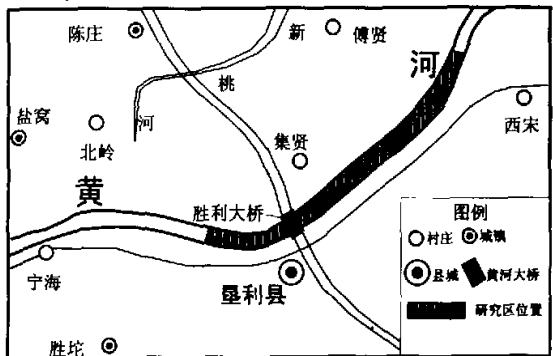 陈庄
新
傅贤
桃
河
河
盐窝
北岭
集贤
西宋
黄
胜利大桥
宁海
垦利县
胜坨
图例
村庄 城镇
县城 黄河大桥
研究区位置